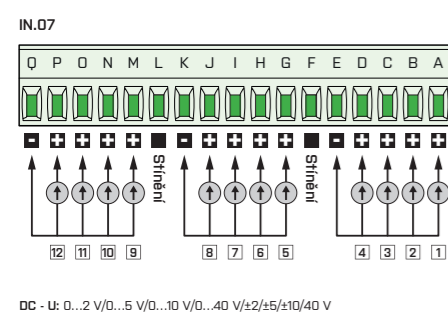 IN.07
Q P O N M L K J I H G F E D C B A
- + + + + - + + + + - + + + +
Stínění Stínění
12 11 10 9 8 7 6 5 4 3 2 1
DC - U: 0...2 V/0...5 V/0...10 V/0...40 V/±2/±5/±10/40 V